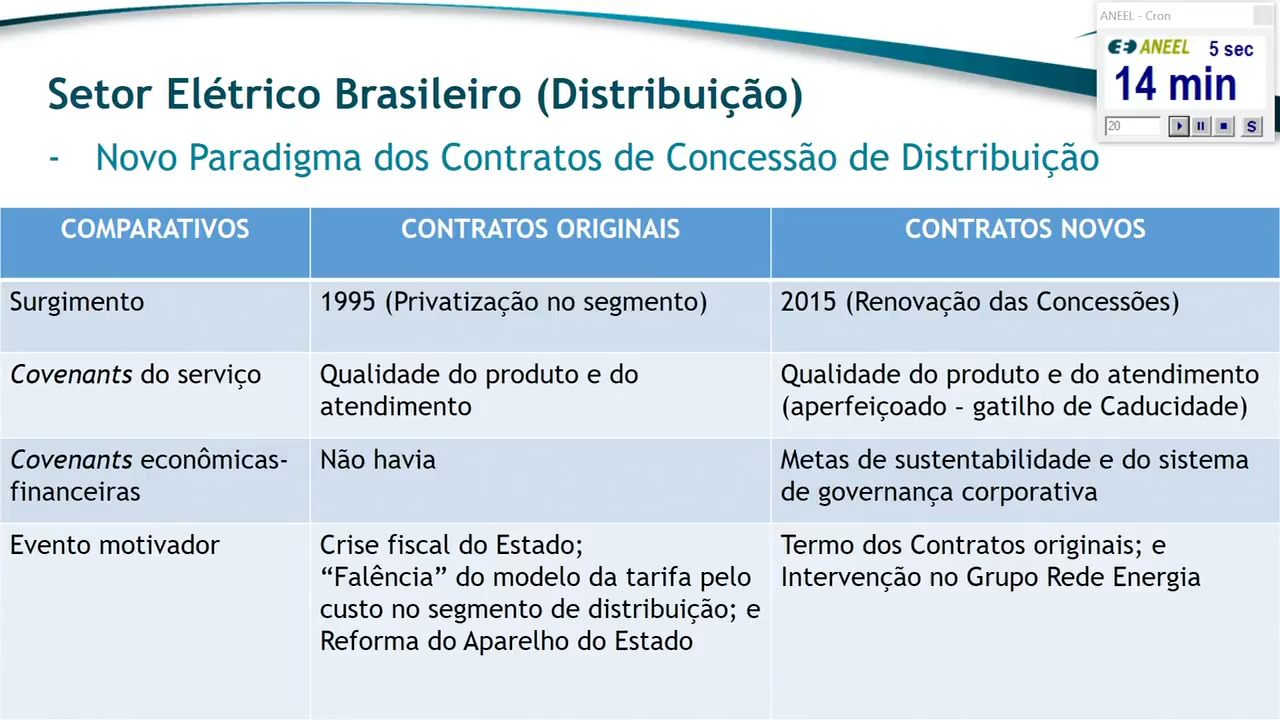 ANEEL - Cron
ANEEL 5 sec
14 min
20
S
Setor Elétrico Brasileiro (Distribuição)
- Novo Paradigma dos Contratos de Concessão de Distribuição
COMPARATIVOS
CONTRATOS ORIGINAIS
CONTRATOS NOVOS
Surgimento
1995 (Privatização no segmento)
2015 (Renovação das Concessões)
Covenants do serviço
Qualidade do produto e do
atendimento
Qualidade do produto e do atendimento
(aperfeiçoado – gatilho de Caducidade)
Covenants econômicas-
financeiras
Não havia
Metas de sustentabilidade e do sistema
de governança corporativa
Evento motivador
Crise fiscal do Estado;
“Falência” do modelo da tarifa pelo
custo no segmento de distribuição; e
Reforma do Aparelho do Estado
Termo dos Contratos originais; e
Intervenção no Grupo Rede Energia